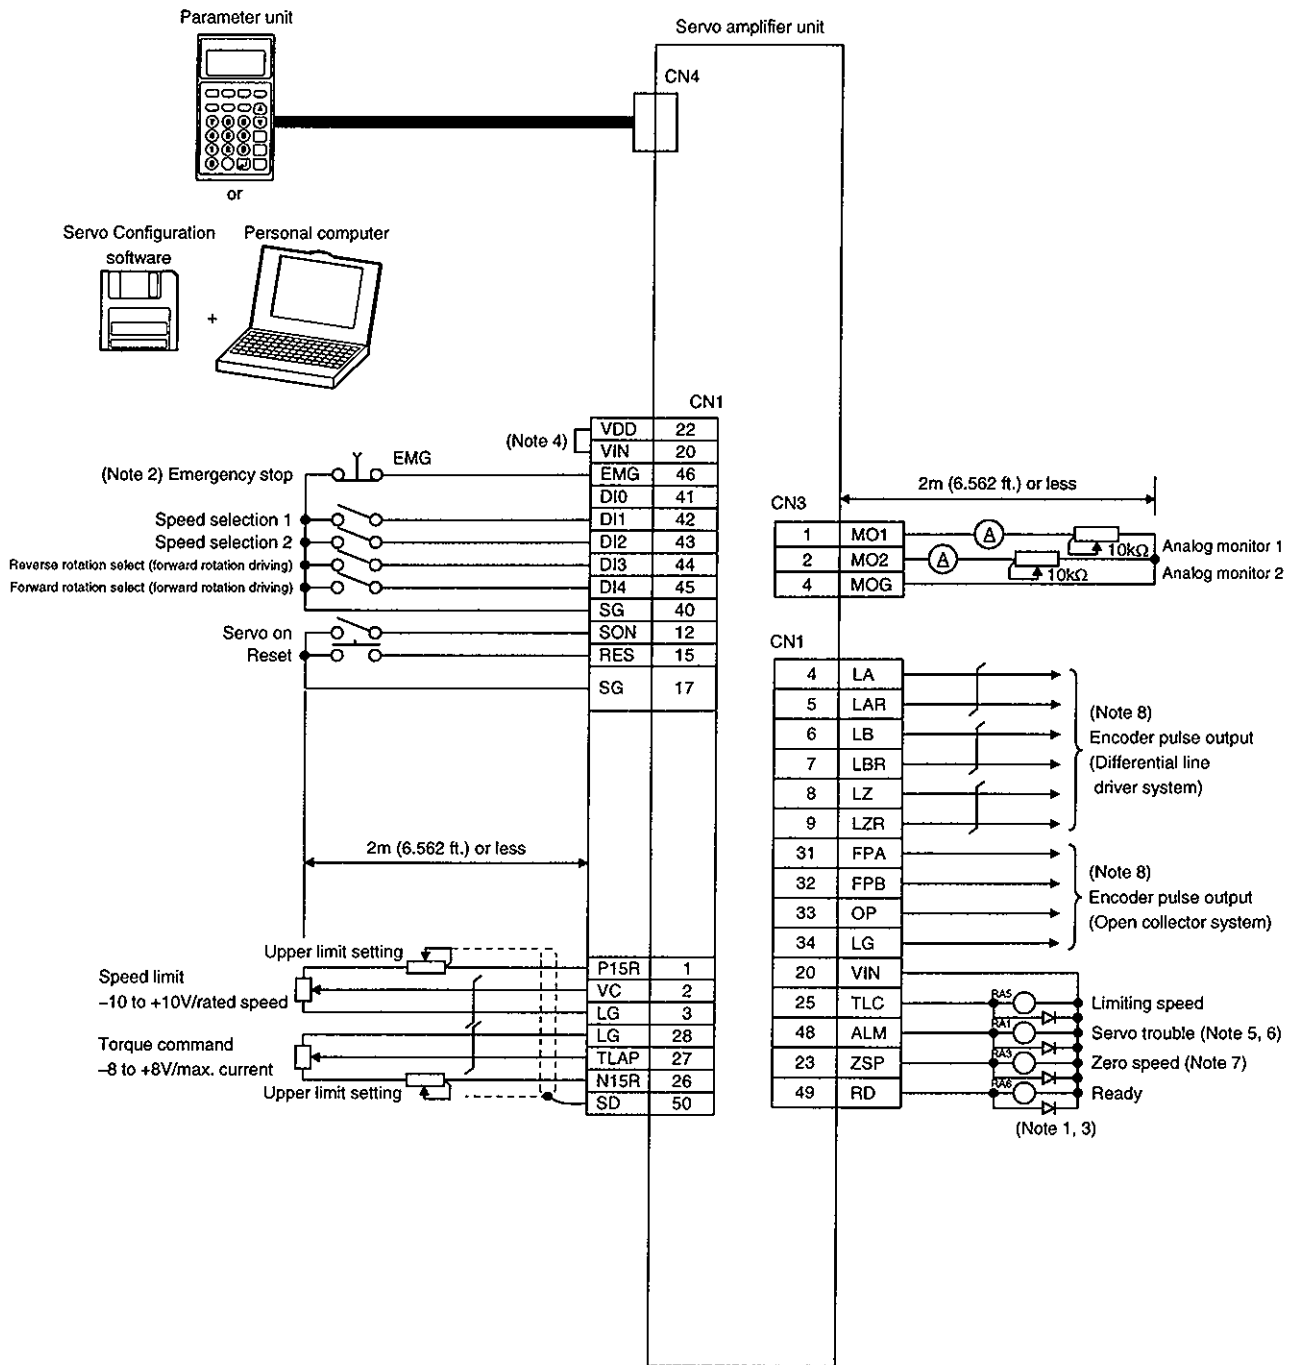 Parameter unit
Servo amplifier unit
CN4
or
Servo Configuration
software
Personal computer
+
CN1
(Note 4)
VDD 22
VIN 20
(Note 2) Emergency stop
EMG
EMG 46
DI0 41
Speed selection 1
DI1 42
Speed selection 2
DI2 43
Reverse rotation select (forward rotation driving)
DI3 44
Forward rotation select (forward rotation driving)
DI4 45
SG 40
Servo on
SON 12
Reset
RES 15
SG 17
2m (6.562 ft.) or less
Upper limit setting
P15R 1
Speed limit
−10 to +10V/rated speed
VC 2
LG 3
LG 28
Torque command
−8 to +8V/max. current
TLAP 27
Upper limit setting
N15R 26
SD 50
2m (6.562 ft.) or less
CN3
1 MO1
A
10kΩ
Analog monitor 1
2 MO2
A
10kΩ
Analog monitor 2
4 MOG
CN1
4 LA
5 LAR
6 LB
7 LBR
8 LZ
9 LZR
(Note 8)
Encoder pulse output
(Differential line
driver system)
31 FPA
32 FPB
33 OP
34 LG
(Note 8)
Encoder pulse output
(Open collector system)
20 VIN
25 TLC
RA5
Limiting speed
48 ALM
RA1
Servo trouble (Note 5, 6)
23 ZSP
RA3
Zero speed (Note 7)
49 RD
RA6
Ready
(Note 1, 3)